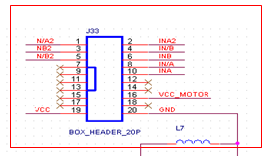 J33
N/A2 1 2 INA2
NB2 3 4 IN/B
N/B2 5 6 INB
7 8 IN/A
9 10 INA
11 12
13 14
15 16 VCC_MOTOR
17 18
VCC 19 20 GND
BOX_HEADER_20P
L7